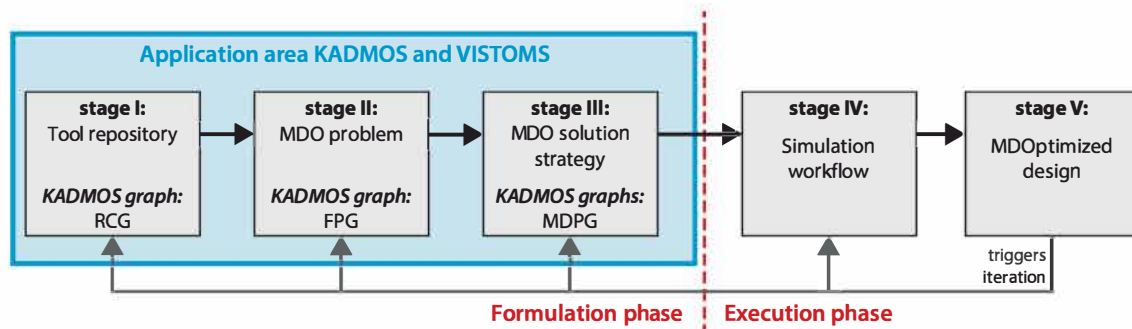 Application area KADMOS and VISTOMS
stage I:
Tool repository
KADMOS graph:
RCG
stage II:
MDO problem
KADMOS graph:
FPG
stage III:
MDO solution
strategy
KADMOS graphs:
MDPG
stage IV:
Simulation
workflow
stage V:
MDOptimized
design
triggers
iteration
Formulation phase
Execution phase